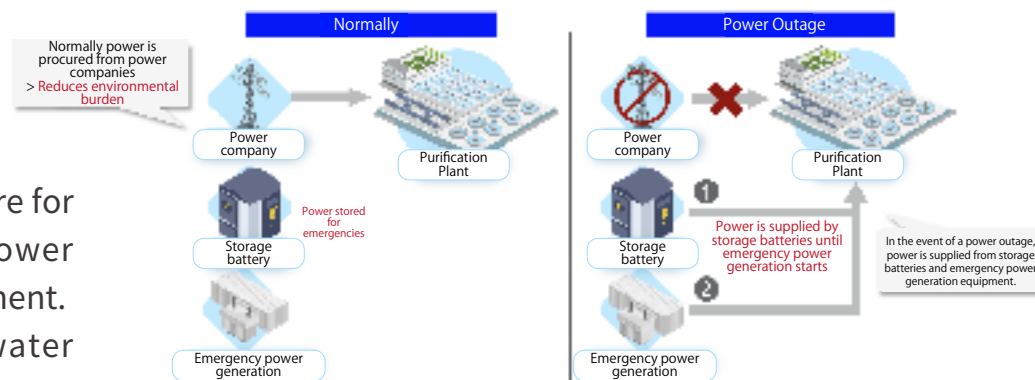 Normally
Normally power is
procured from power
companies
> Reduces environmental
burden
Power
company
Purification
Plant
Storage
battery
Power stored
for
emergencies
Emergency power
generation
Power Outage
Power
company
Purification
Plant
1
Storage
battery
Power is supplied by
storage batteries until
emergency power
generation starts
2
Emergency power
generation
In the event of a power outage,
power is supplied from storage
batteries and emergency power
generation equipment.
re for
ower
ment.
water